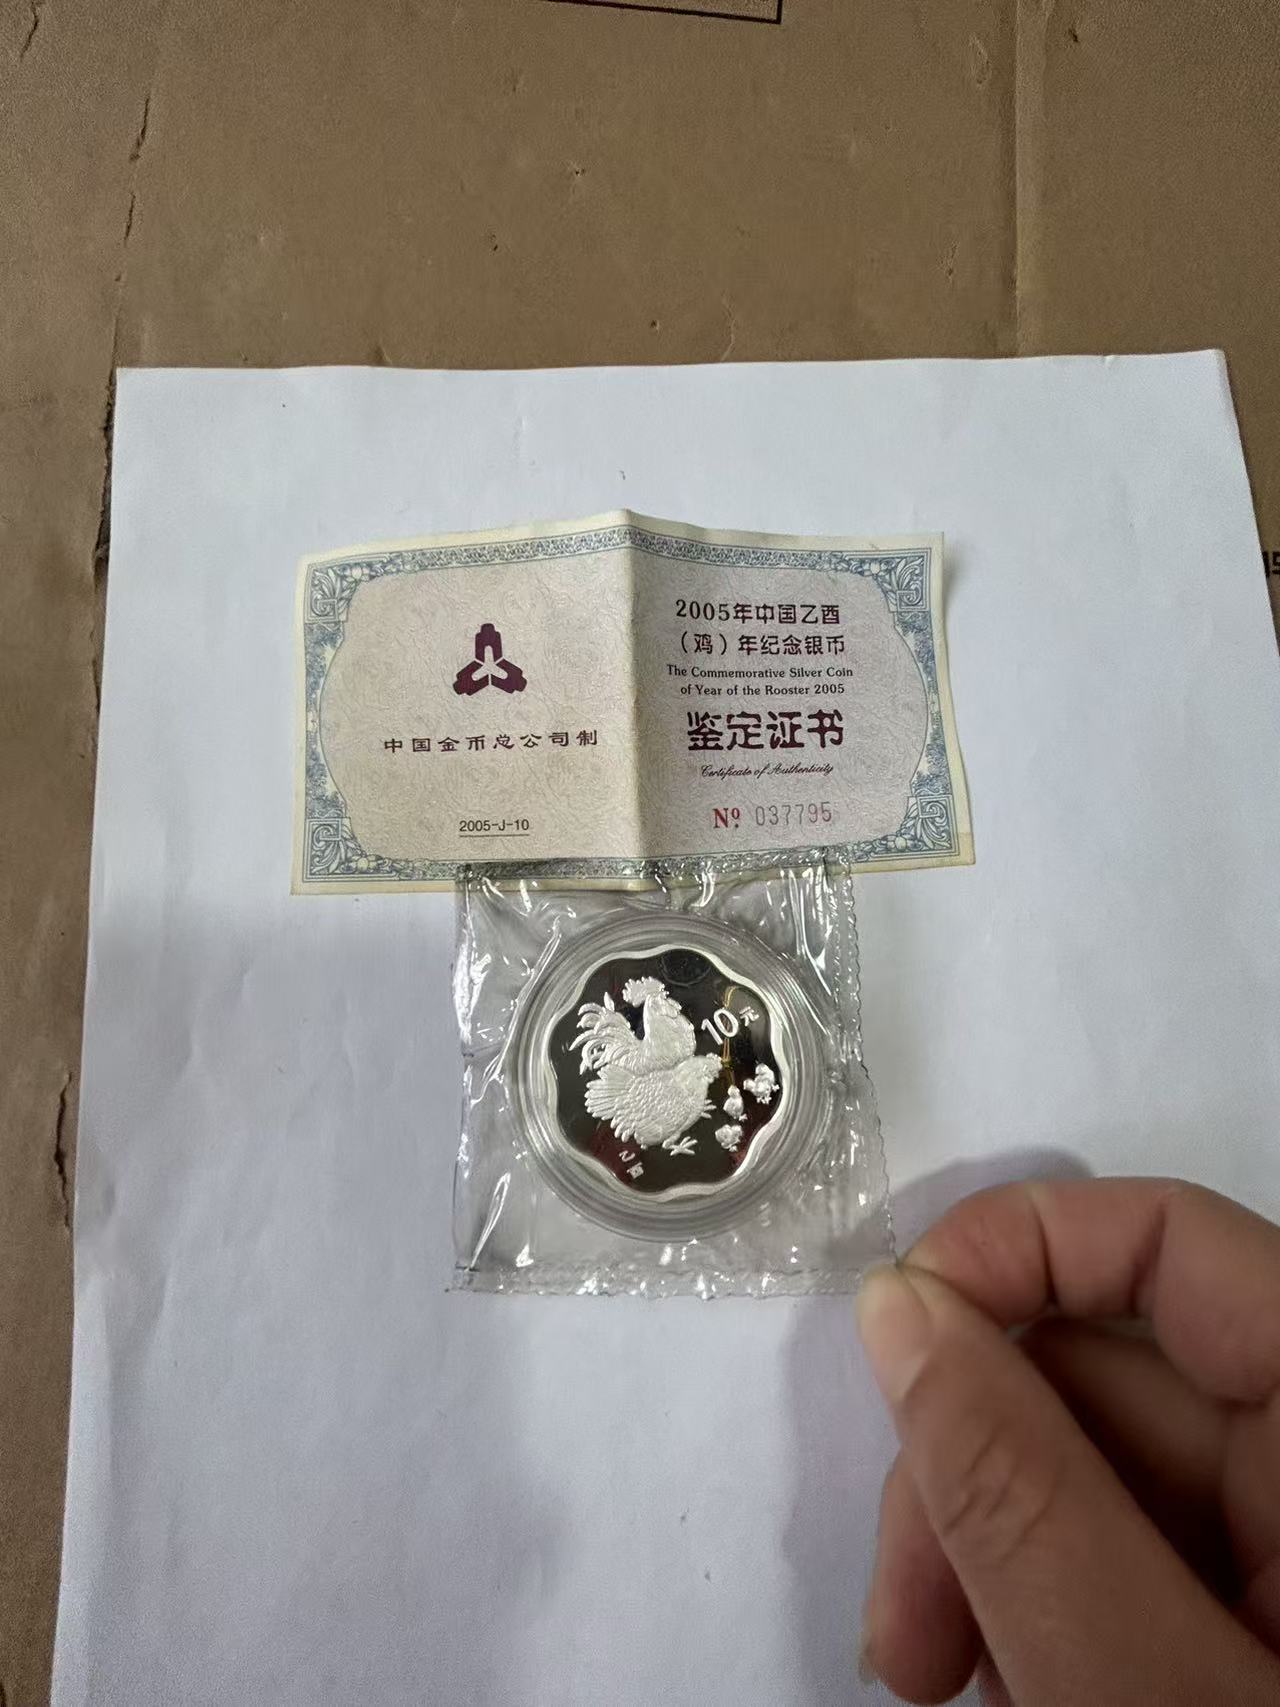 中国金币总公司制
2005-J-10
2005年中国乙酉
（鸡）年纪念银币
The Commemorative Silver Coin
of Year of the Rooster 2005
鉴定证书
Certificate of Authenticity
Nº 037795
10元
乙酉